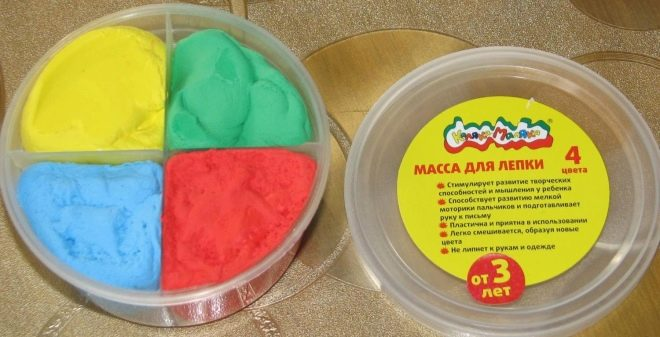 Каляка-Маляка ®
МАССА ДЛЯ ЛЕПКИ
4
цвета
Стимулирует развитие творческих
способностей и мышления у ребенка
Способствует развитию мелкой
моторики пальчиков и подготавливает
руку к письму
Пластична и приятна в использовании
Легко смешивается, образуя новые
цвета
Не липнет к рукам и одежде
от 3
лет